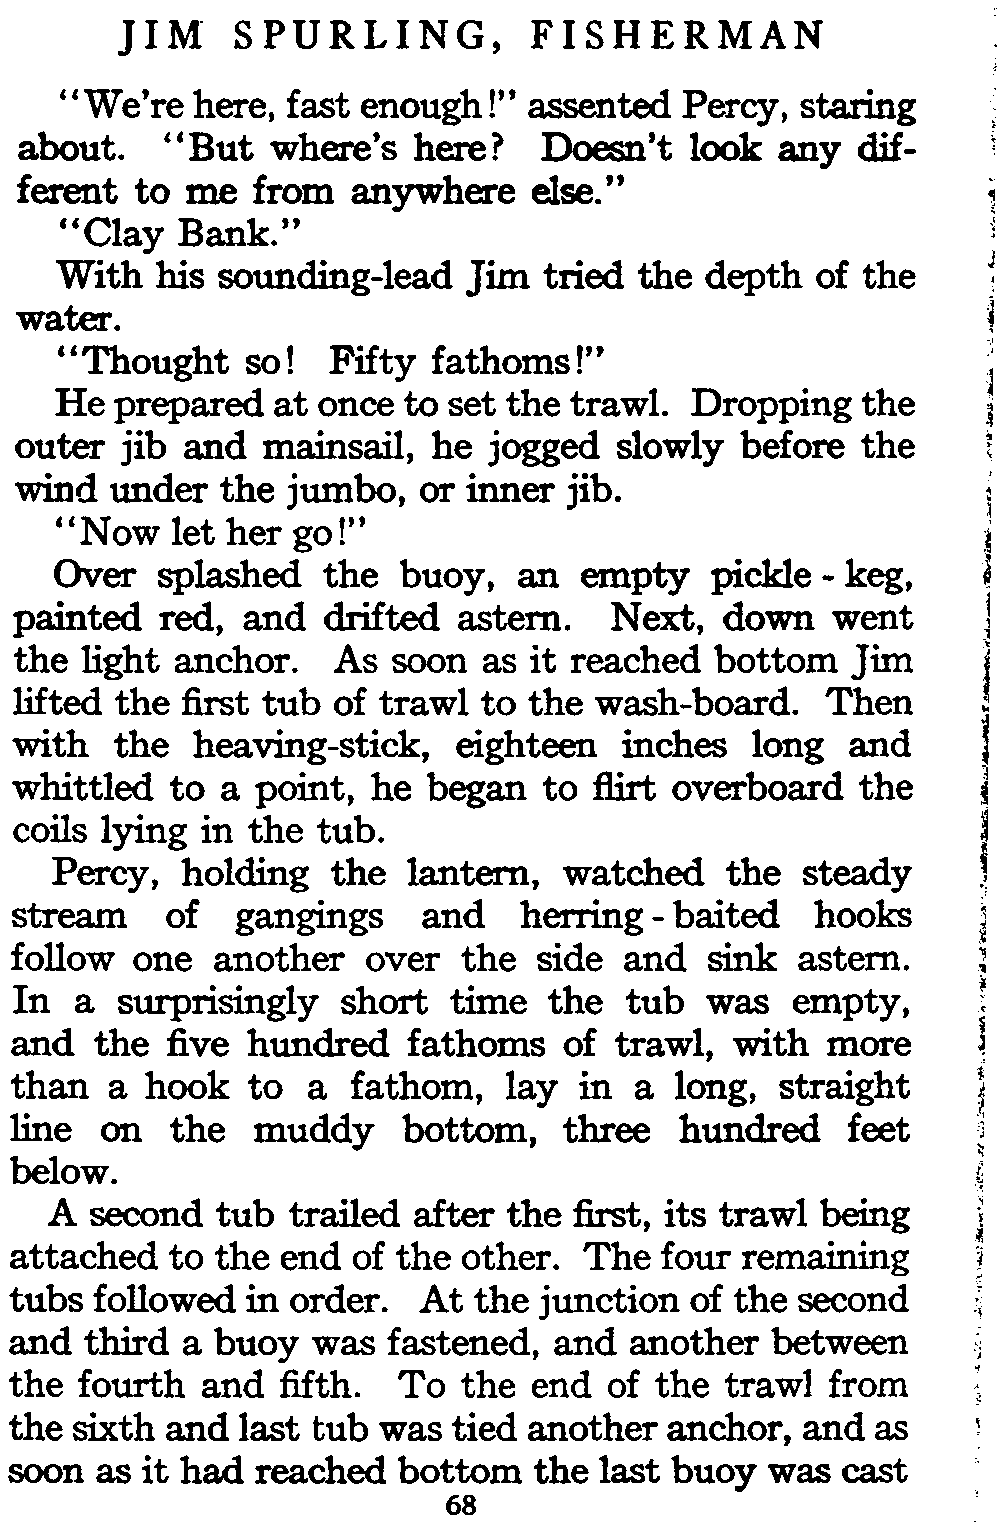 JIM SPURLING, FISHERMAN
"We're here, fast enough!" assented Percy, staring
about. "But where's here? Doesn't look any dif-
ferent to me from anywhere else."
"Clay Bank."
With his sounding-lead Jim tried the depth of the
water.
"Thought so! Fifty fathoms!"
He prepared at once to set the trawl. Dropping the
outer jib and mainsail, he jogged slowly before the
wind under the jumbo, or inner jib.
"Now let her go!"
Over splashed the buoy, an empty pickle-keg,
painted red, and drifted astern. Next, down went
the light anchor. As soon as it reached bottom Jim
lifted the first tub of trawl to the wash-board. Then
with the heaving-stick, eighteen inches long and
whittled to a point, he began to flirt overboard the
coils lying in the tub.
Percy, holding the lantern, watched the steady
stream of gangings and herring-baited hooks
follow one another over the side and sink astern.
In a surprisingly short time the tub was empty,
and the five hundred fathoms of trawl, with more
than a hook to a fathom, lay in a long, straight
line on the muddy bottom, three hundred feet
below.
A second tub trailed after the first, its trawl being
attached to the end of the other. The four remaining
tubs followed in order. At the junction of the second
and third a buoy was fastened, and another between
the fourth and fifth. To the end of the trawl from
the sixth and last tub was tied another anchor, and as
soon as it had reached bottom the last buoy was cast
68